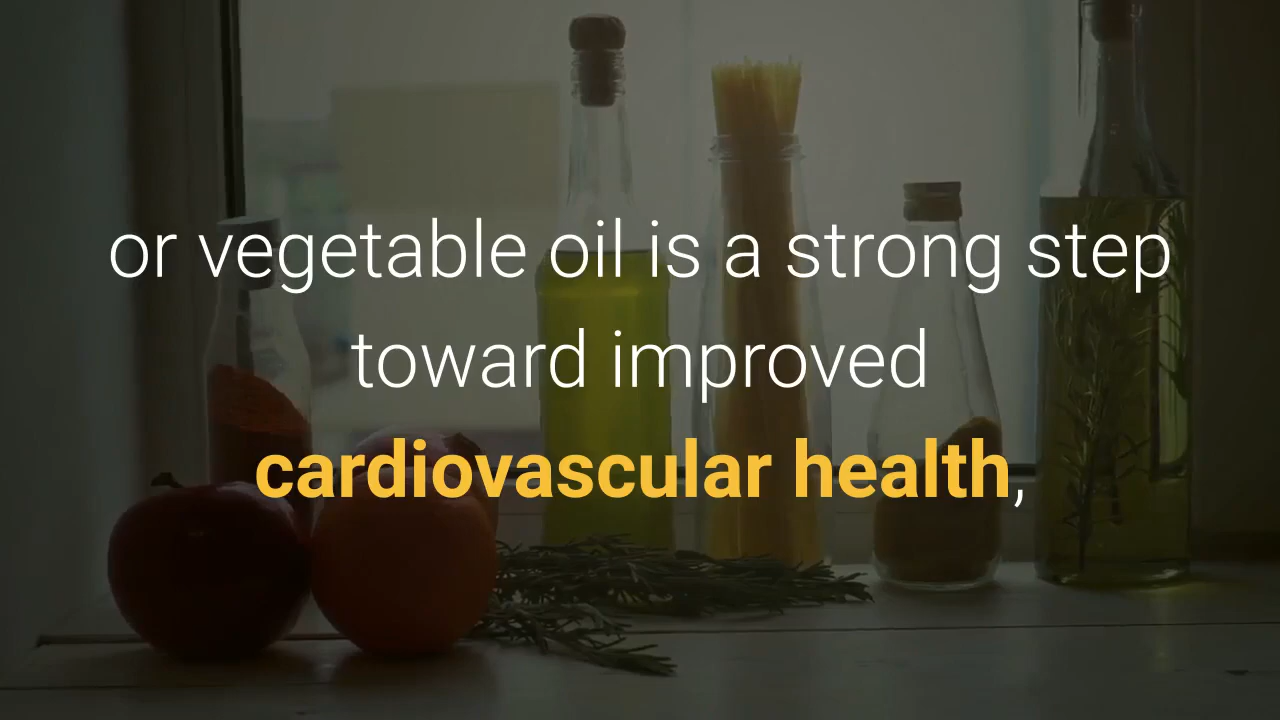 or vegetable oil is a strong step
toward improved
cardiovascular health,